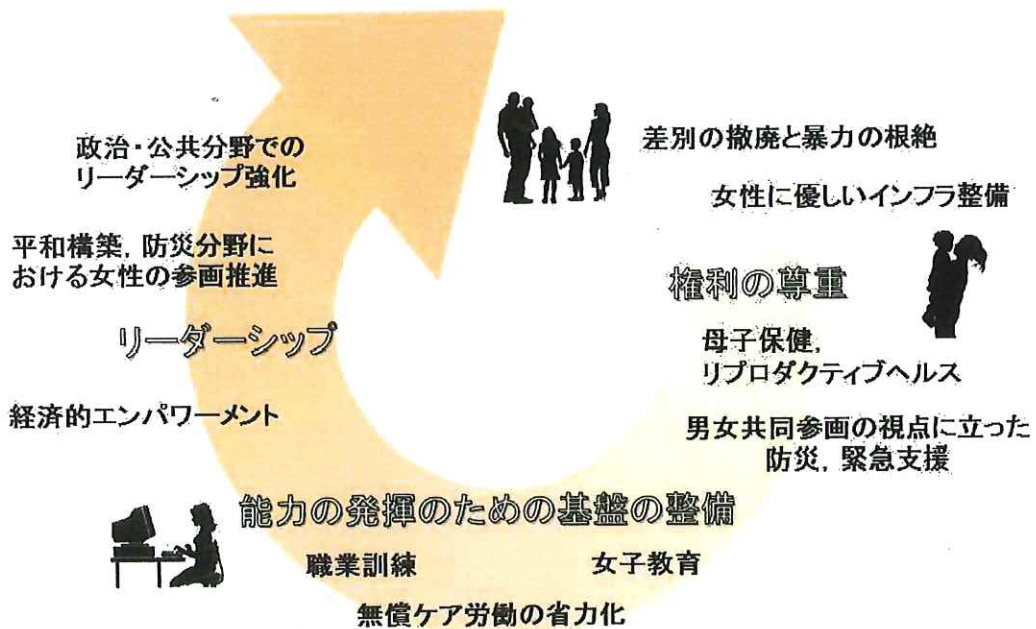 政治・公共分野での
リーダーシップ強化
平和構築，防災分野に
おける女性の参画推進
リーダーシップ
経済的エンパワーメント
差別の撤廃と暴力の根絶
女性に優しいインフラ整備
権利の尊重
母子保健，
リプロダクティブヘルス
男女共同参画の視点に立った
防災，緊急支援
能力の発揮のための基盤の整備
職業訓練
女子教育
無償ケア労働の省力化